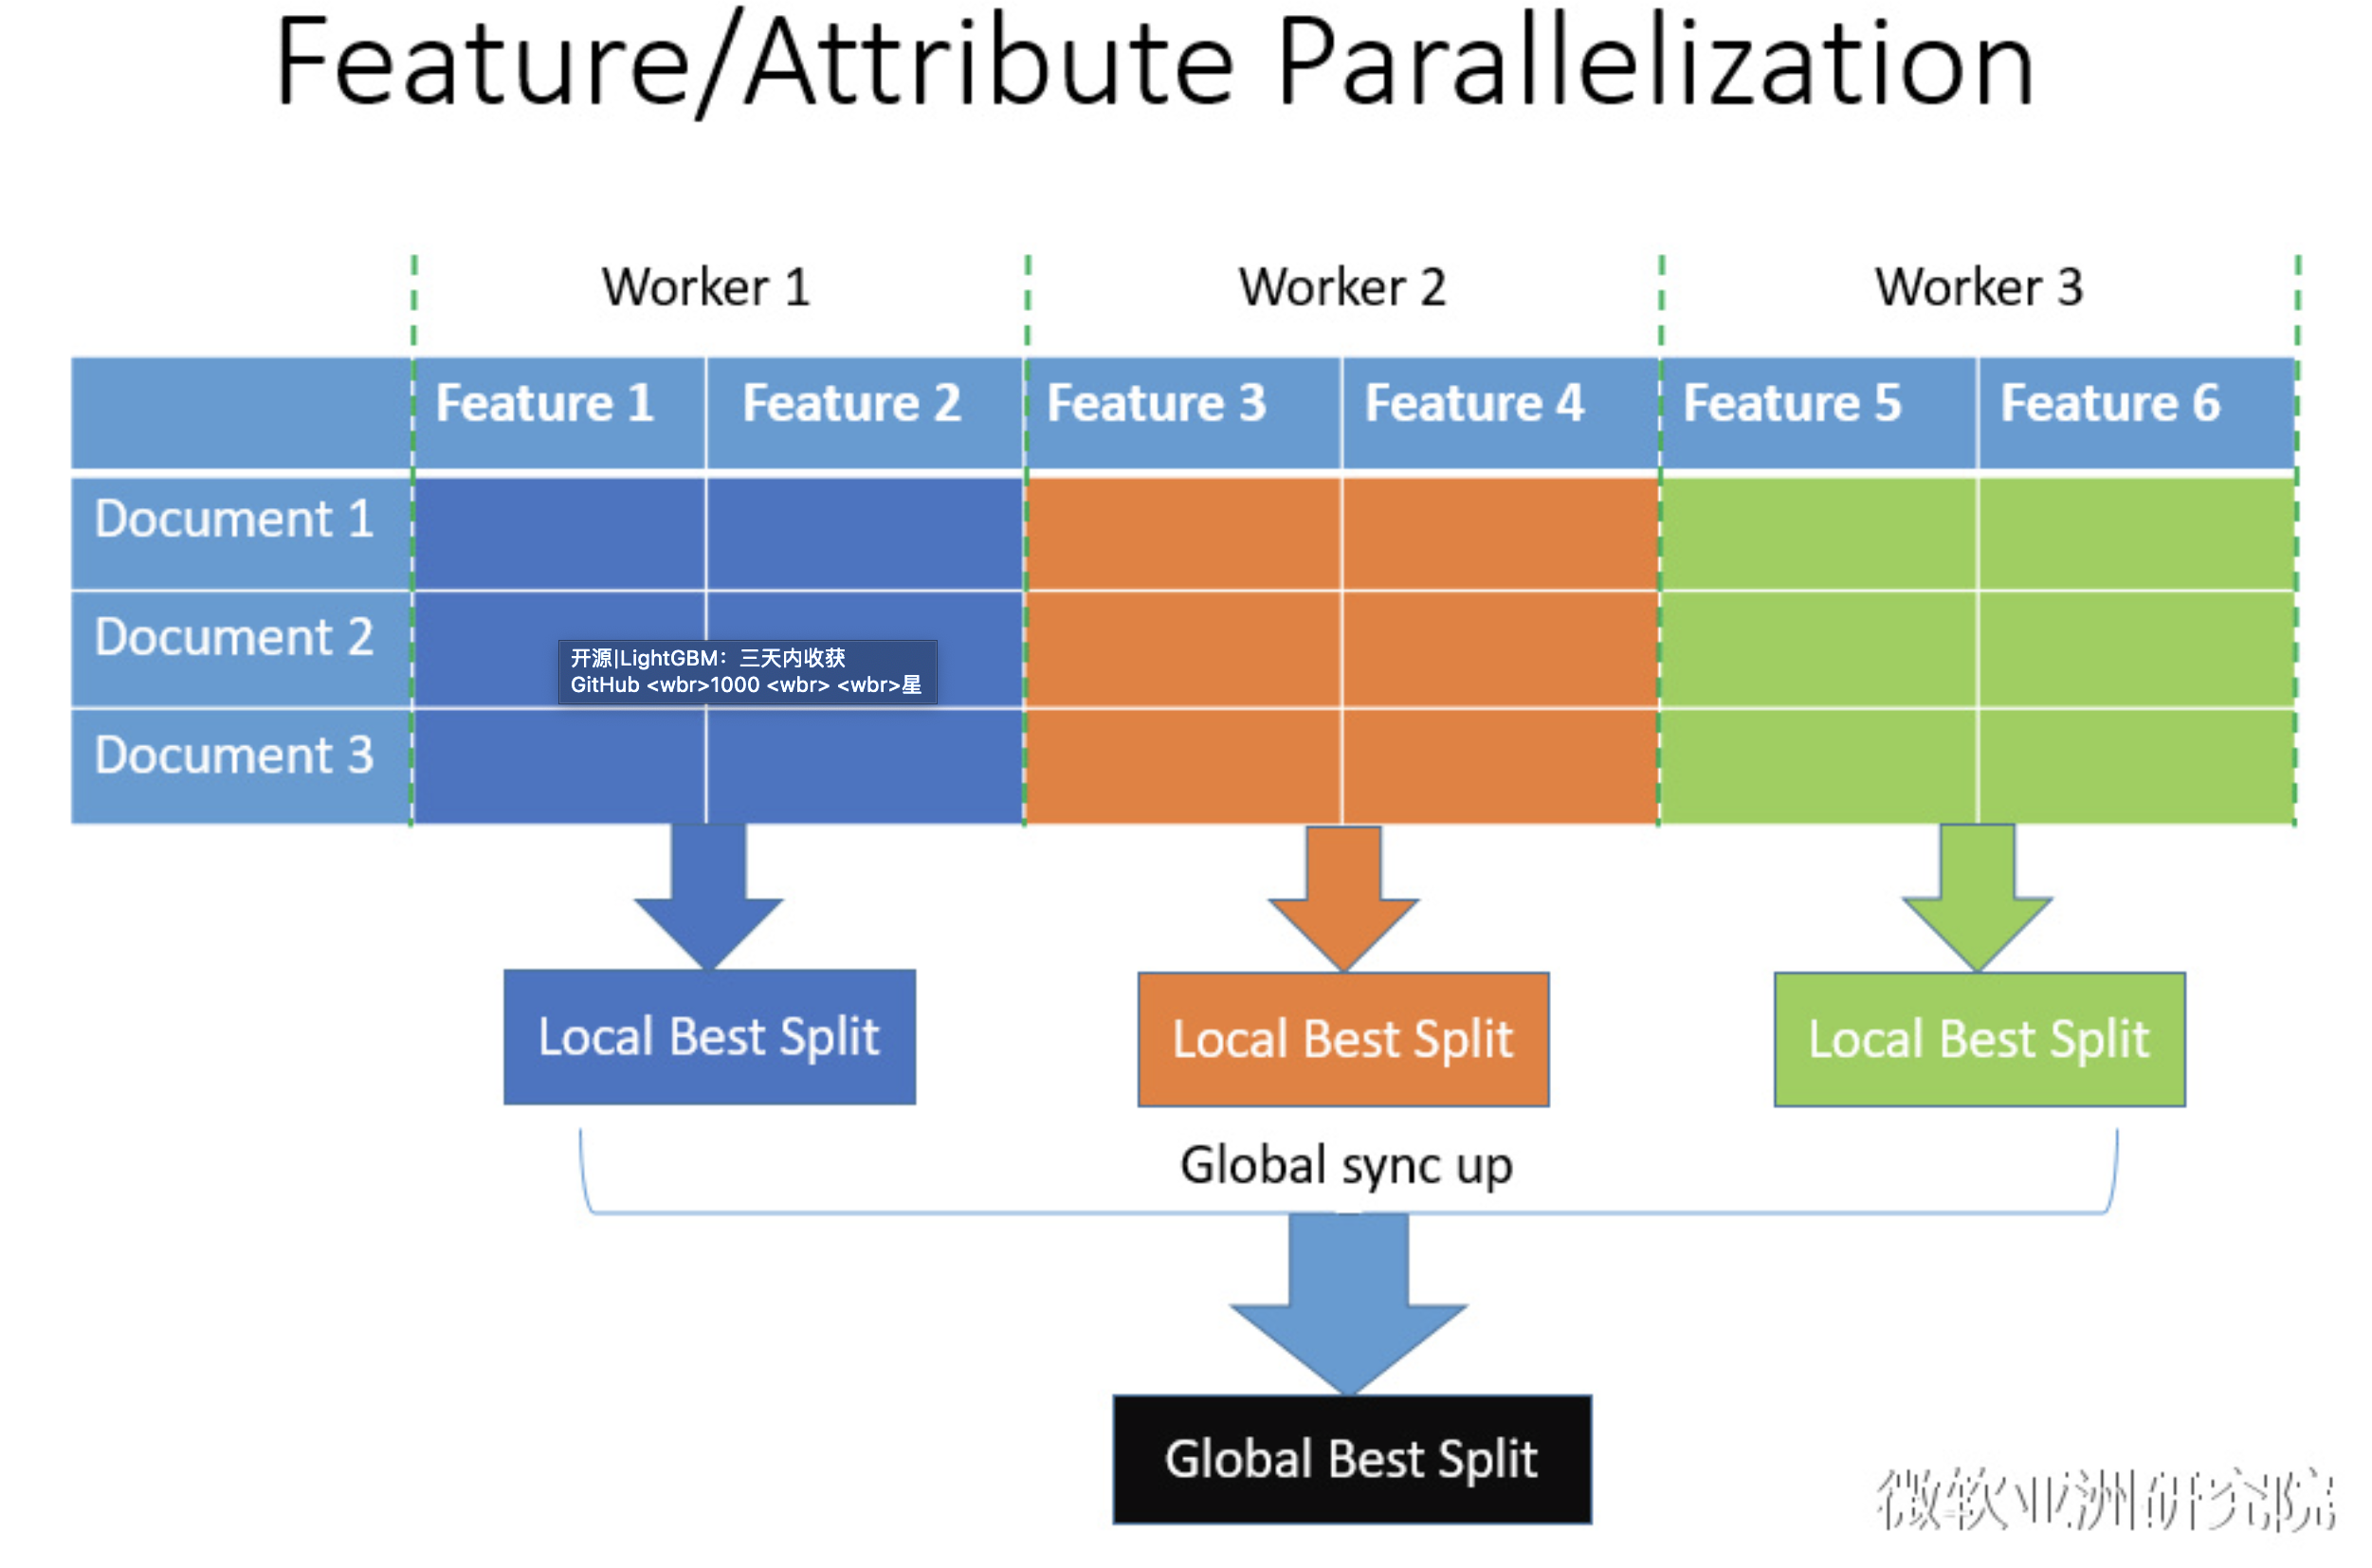 Feature/Attribute Parallelization
Worker 1 Worker 2 Worker 3
Feature 1 Feature 2 Feature 3 Feature 4 Feature 5 Feature 6
Document 1
Document 2
开源|LightGBM：三天内收获
GitHub <wbr>1000 <wbr> <wbr>星
Document 3
Local Best Split Local Best Split Local Best Split
Global sync up
Global Best Split
微软亚洲研究院